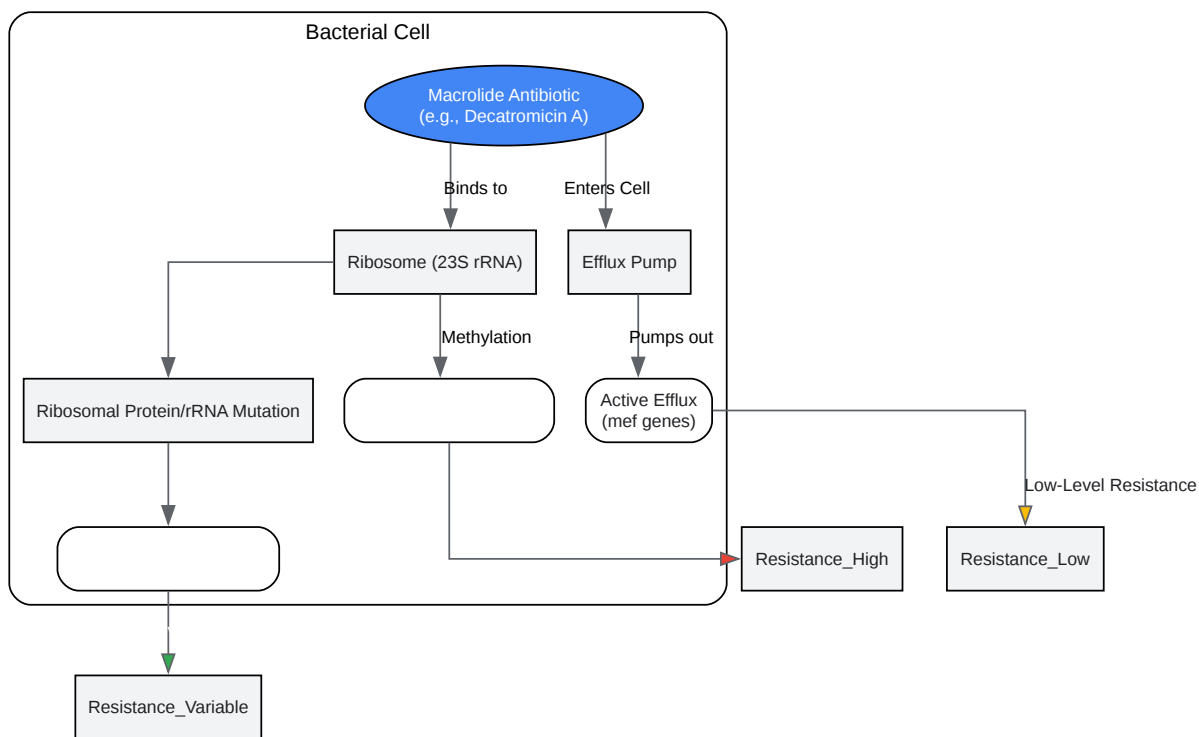 Bacterial Cell
Macrolide Antibiotic
(e.g., Decatromicin A)
Binds to
Enters Cell
Ribosome (23S rRNA)
Efflux Pump
Methylation
Pumps out
Ribosomal Protein/rRNA Mutation
Active Efflux
(mef genes)
Low-Level Resistance
Resistance_High
Resistance_Low
Resistance_Variable